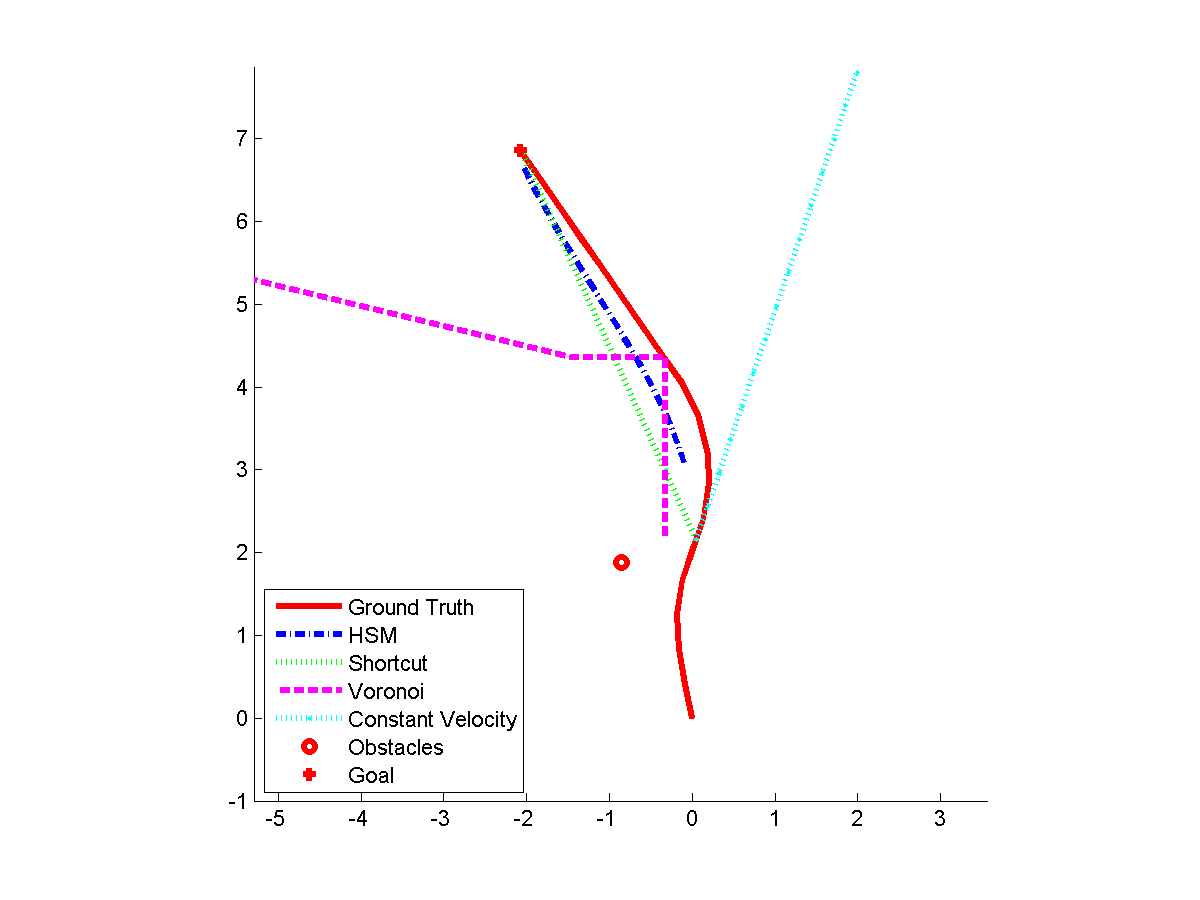 7
6
5
4
3
2
1
0
-1
Ground Truth
HSM
Shortcut
Voronoi
Constant Velocity
Obstacles
Goal
-5 -4 -3 -2 -1 0 1 2 3